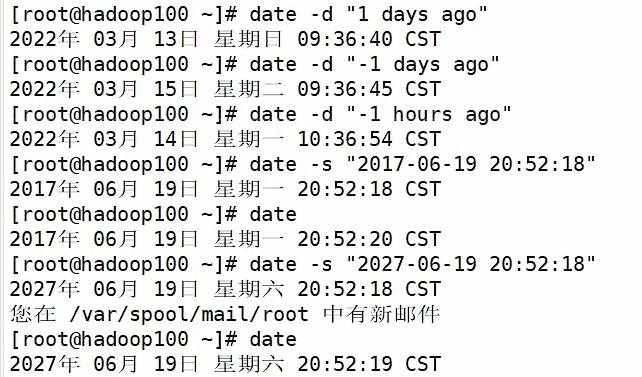 [root@hadoop100 ~]# date -d "1 days ago"
2022年 03月 13日 星期日 09:36:40 CST
[root@hadoop100 ~]# date -d "-1 days ago"
2022年 03月 15日 星期二 09:36:45 CST
[root@hadoop100 ~]# date -d "-1 hours ago"
2022年 03月 14日 星期一 10:36:54 CST
[root@hadoop100 ~]# date -s "2017-06-19 20:52:18"
2017年 06月 19日 星期一 20:52:18 CST
[root@hadoop100 ~]# date
2017年 06月 19日 星期一 20:52:20 CST
[root@hadoop100 ~]# date -s "2027-06-19 20:52:18"
2027年 06月 19日 星期六 20:52:18 CST
您在 /var/spool/mail/root 中有新邮件
[root@hadoop100 ~]# date
2027年 06月 19日 星期六 20:52:19 CST